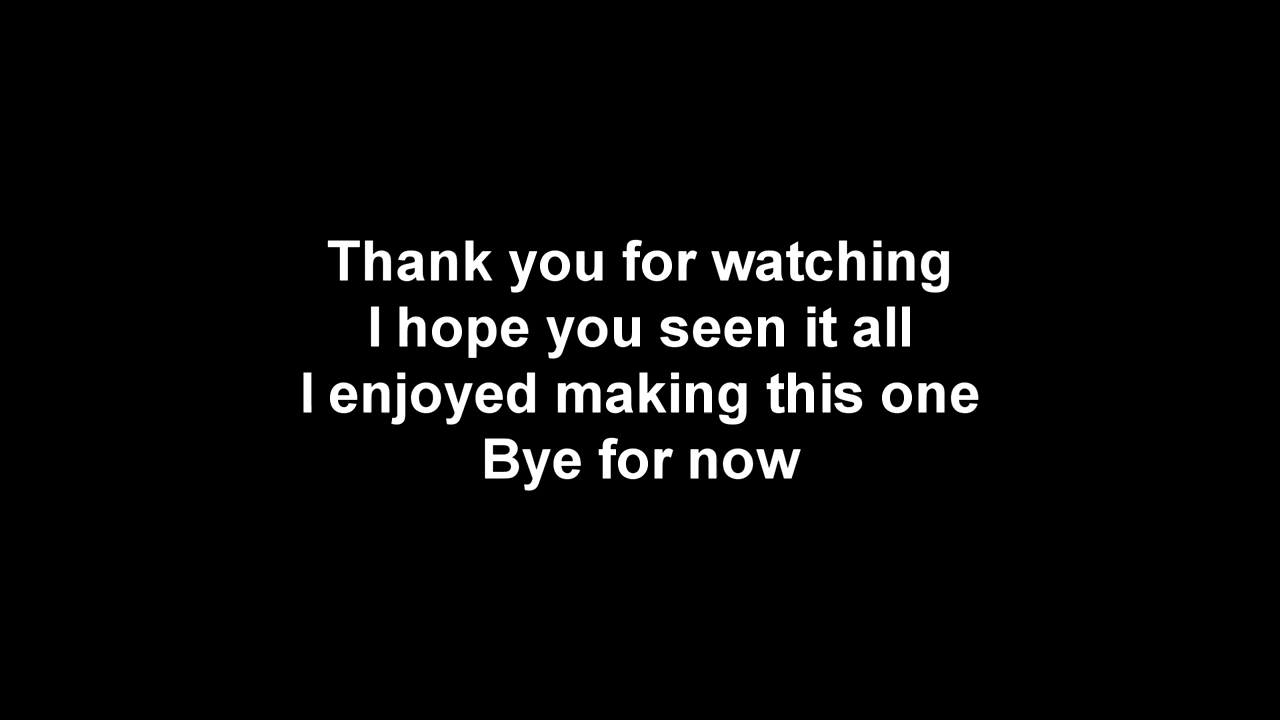 Thank you for watching
I hope you seen it all
I enjoyed making this one
Bye for now